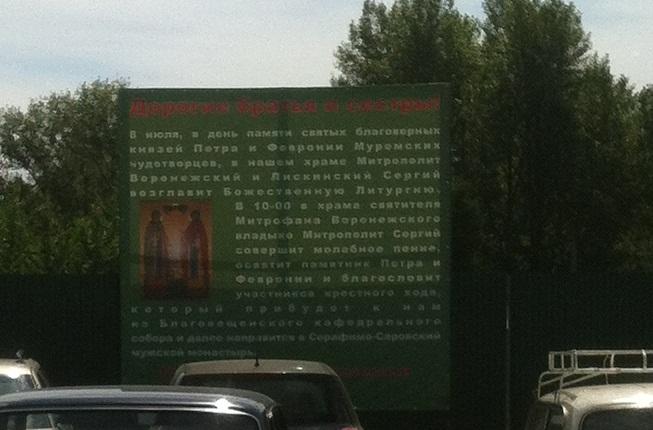 Дорогие братья и сестры!
8 июля, в день памяти святых благоверных
князей Петра и Февронии Муромских
чудотворцев, в нашем храме Митрополит
Воронежский и Лискинский Сергий
возглавит Божественную Литургию.
В 10-00 в храма святителя
Митрофана Воронежского
владыко Митрополит Сергий
совершит молебное пение,
освятит памятник Петра и
Февронии и благословит
участников крестного хода,
который прибудет к нам
из Благовещенского кафедрального
собора и далее направится в Серафимо-Саровский
мужской монастырь.